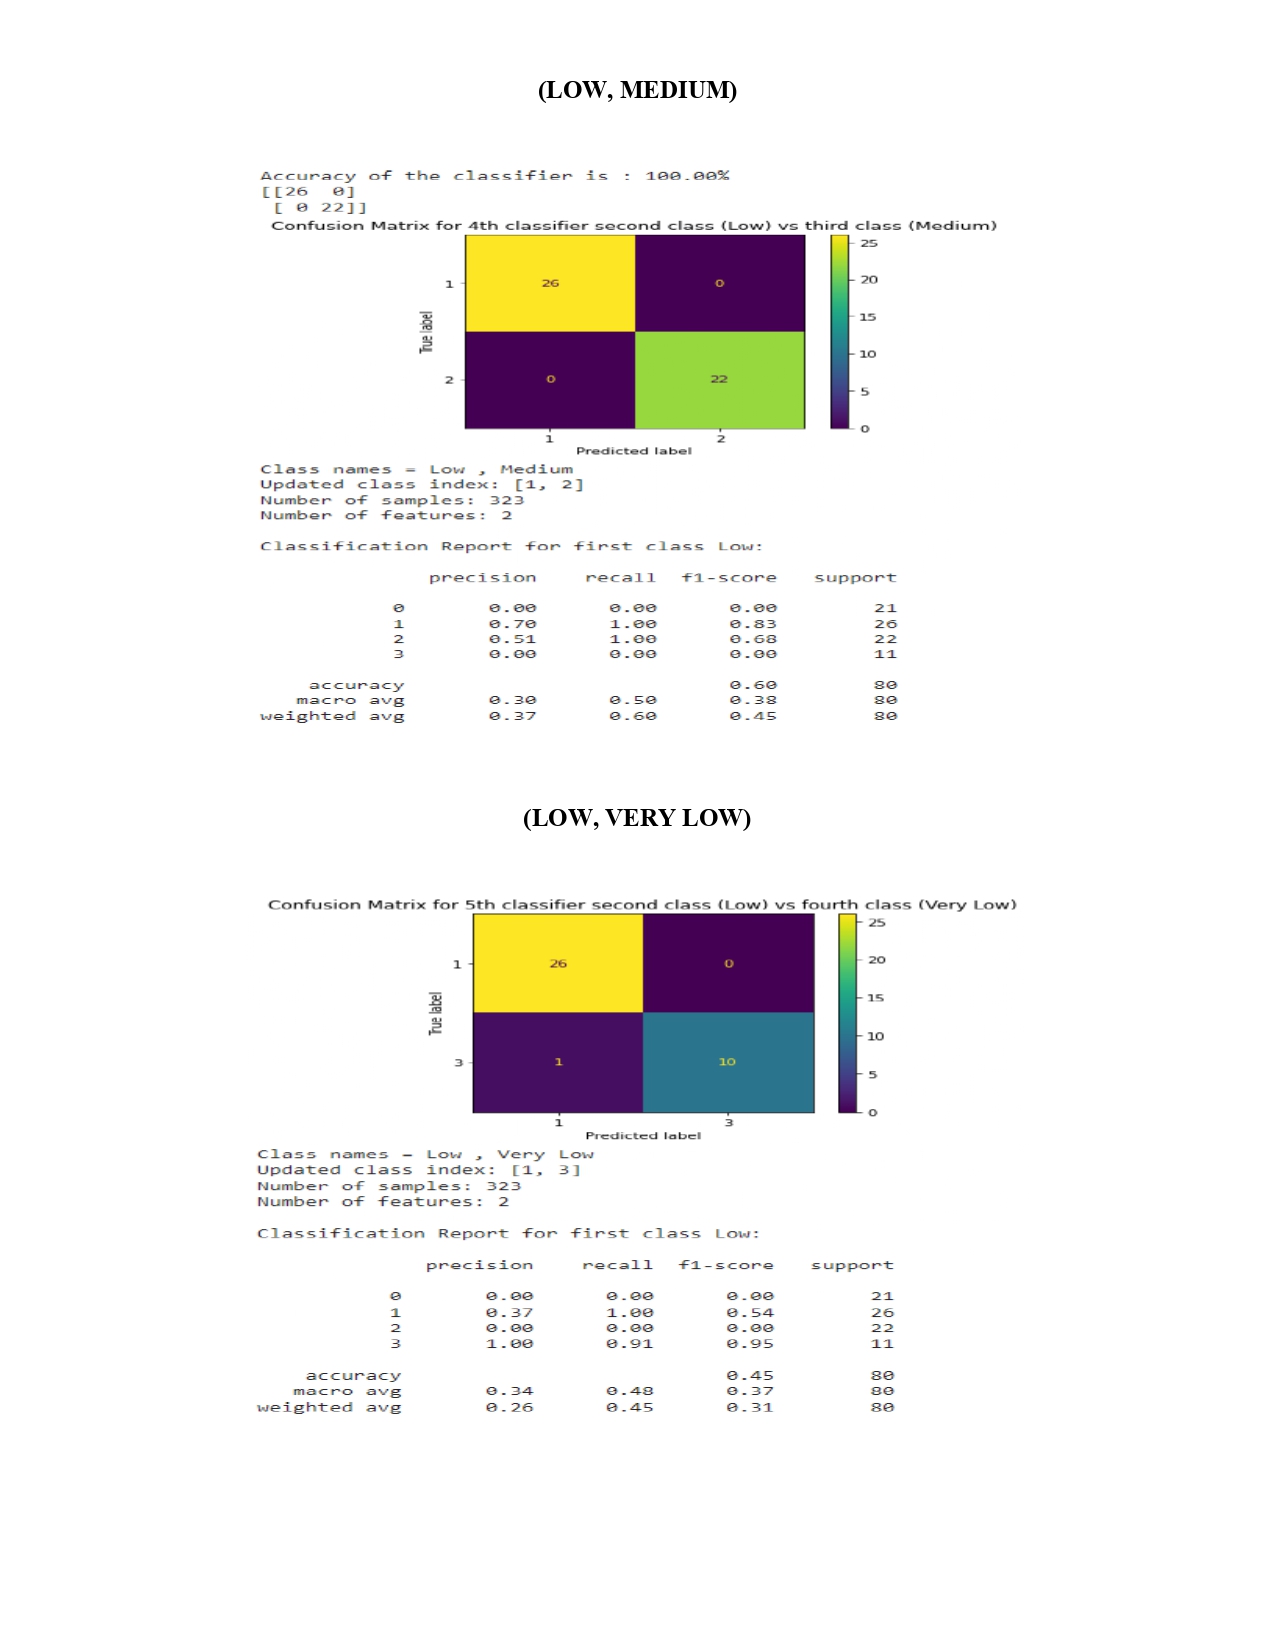 (LOW, MEDIUM)
Accuracy of the classifier is : 100.00%
[[26  0]
 [ 0 22]]
Confusion Matrix for 4th classifier second class (Low) vs third class (Medium)
25
1 26 0
20
15
True label
10
2 0 22
5
0
1 2
Predicted label
Class names = Low , Medium
Updated class index: [1, 2]
Number of samples: 323
Number of features: 2
Classification Report for first class Low:
precision recall f1-score support
0 0.00 0.00 0.00 21
1 0.70 1.00 0.83 26
2 0.51 1.00 0.68 22
3 0.00 0.00 0.00 11
accuracy 0.60 80
macro avg 0.30 0.50 0.38 80
weighted avg 0.37 0.60 0.45 80
(LOW, VERY LOW)
Confusion Matrix for 5th classifier second class (Low) vs fourth class (Very Low)
25
1 26 0
20
15
True label
10
3 1 10
5
0
1 3
Predicted label
Class names = Low , Very Low
Updated class index: [1, 3]
Number of samples: 323
Number of features: 2
Classification Report for first class Low:
precision recall f1-score support
0 0.00 0.00 0.00 21
1 0.37 1.00 0.54 26
2 0.00 0.00 0.00 22
3 1.00 0.91 0.95 11
accuracy 0.45 80
macro avg 0.34 0.48 0.37 80
weighted avg 0.26 0.45 0.31 80